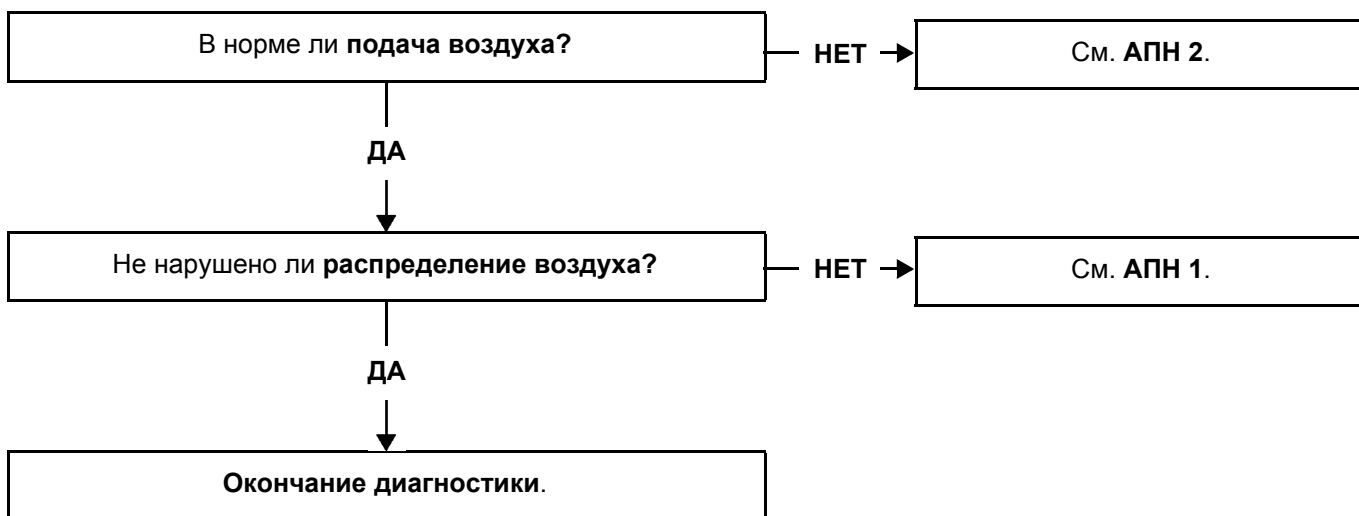 В норме ли подача воздуха?
НЕТ
См. АПН 2.
ДА
Не нарушено ли распределение воздуха?
НЕТ
См. АПН 1.
ДА
Окончание диагностики.